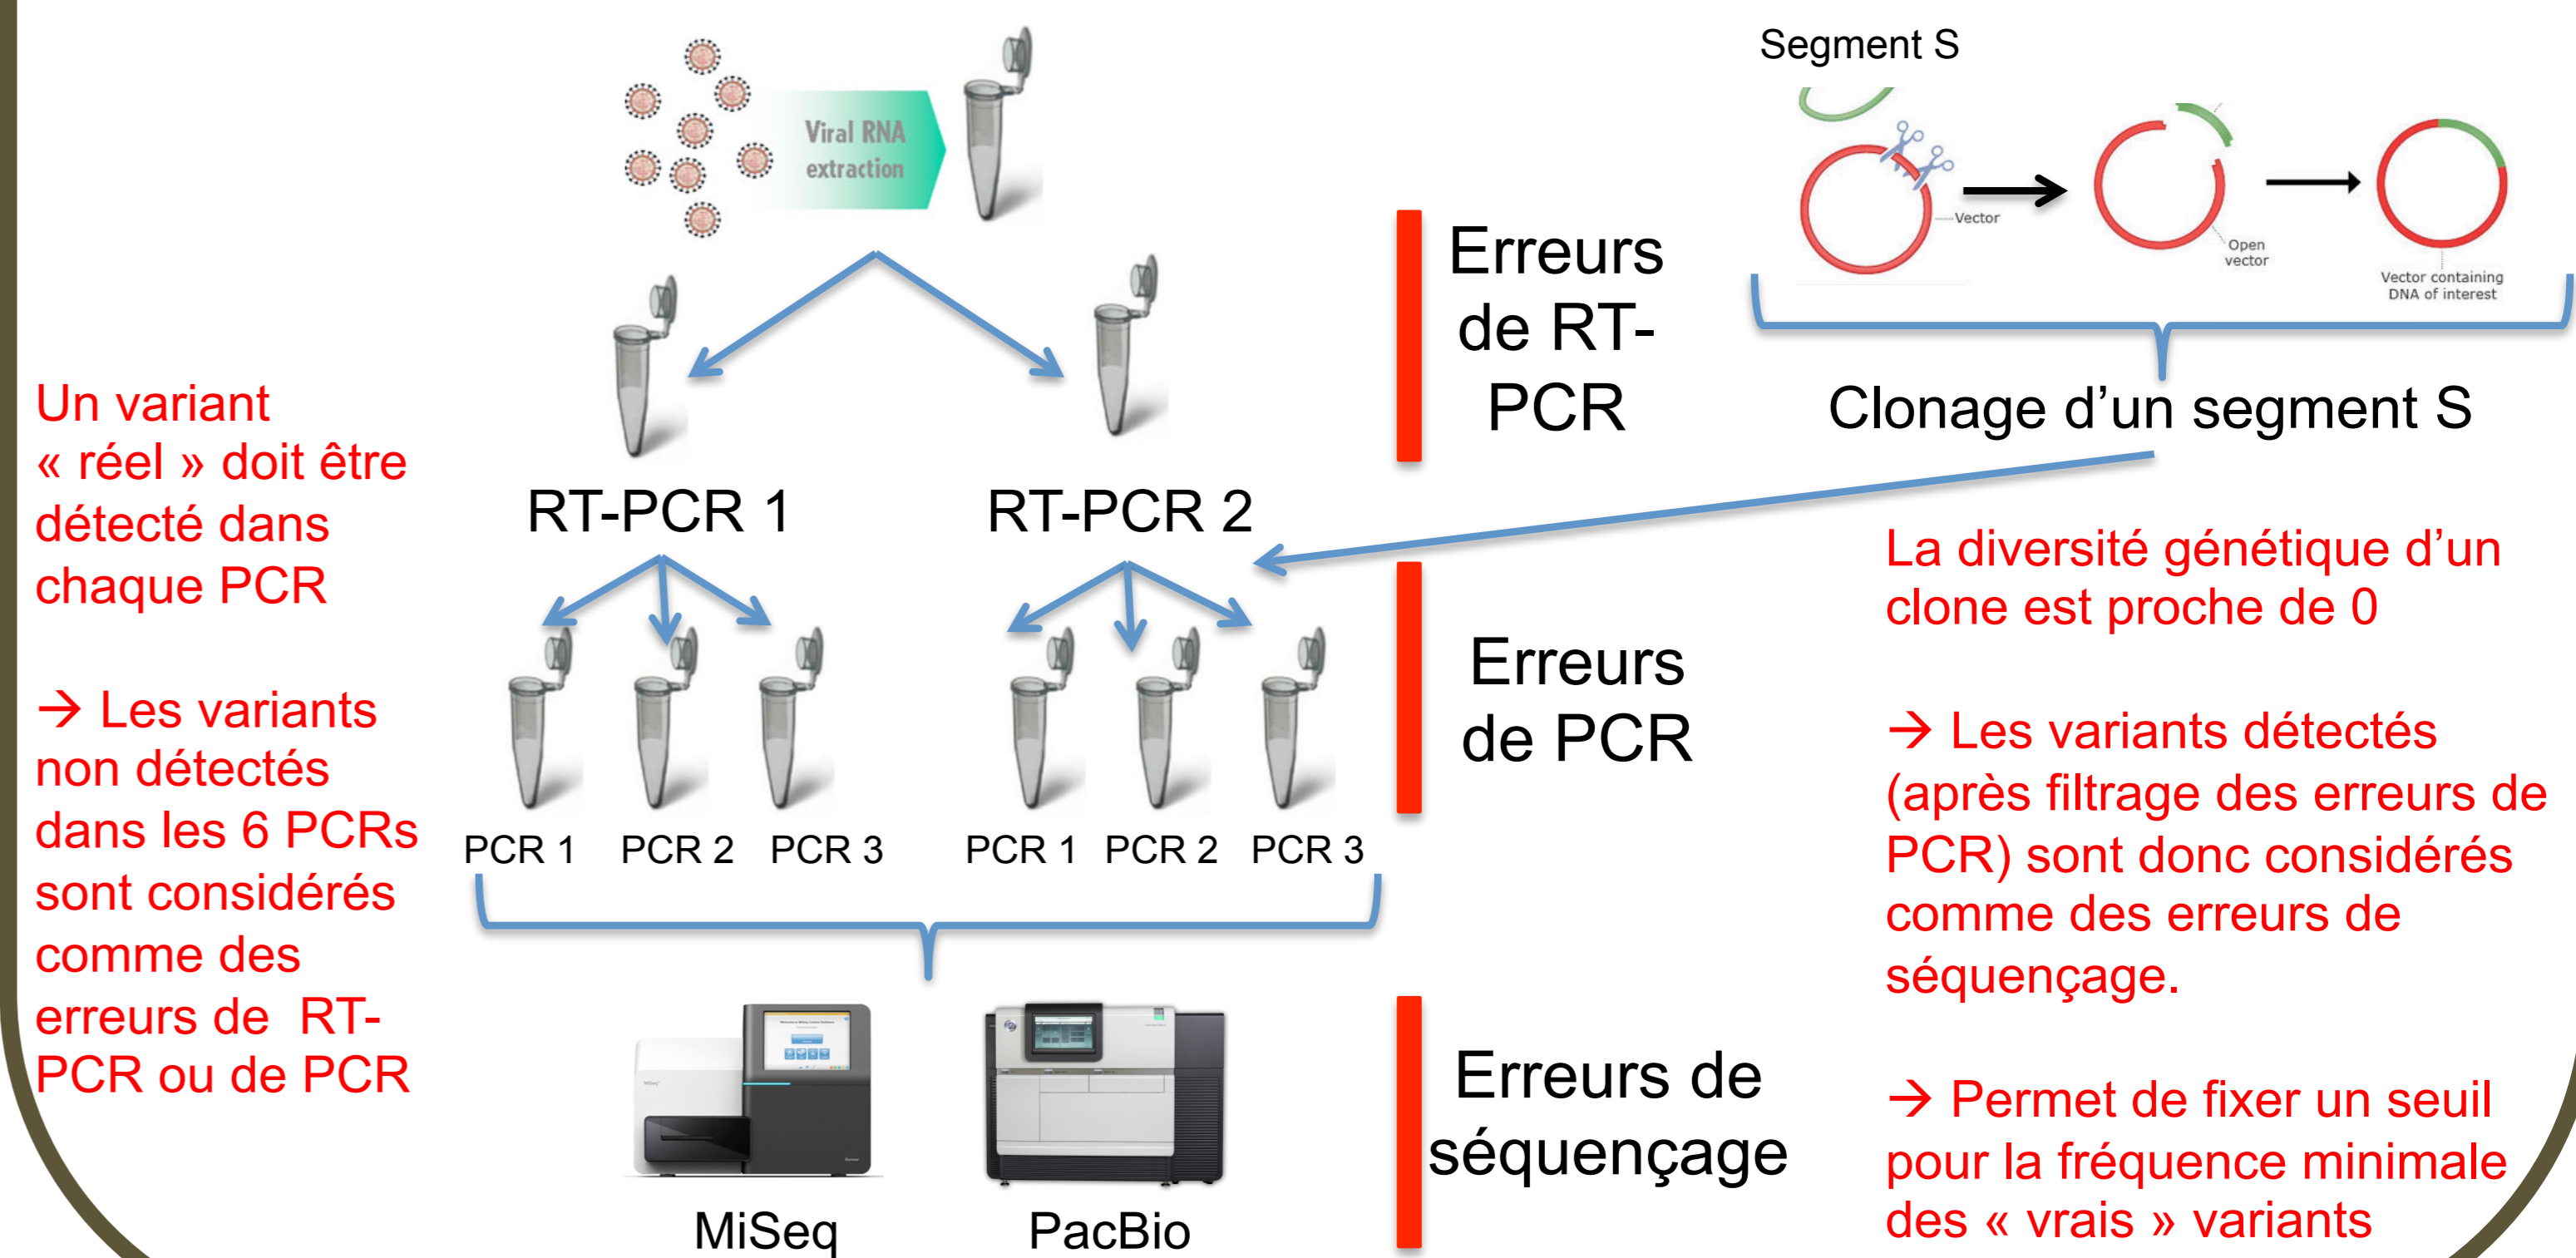 Segment S
Viral RNA
extraction
Vector
Open
vector
Vector containing
DNA of interest
Erreurs
de RT-
PCR
Clonage d’un segment S
Un variant
« réel » doit être
détecté dans
chaque PCR
→ Les variants
non détectés
dans les 6 PCRs
sont considérés
comme des
erreurs de RT-
PCR ou de PCR
RT-PCR 1
RT-PCR 2
PCR 1 PCR 2 PCR 3
PCR 1 PCR 2 PCR 3
Erreurs
de PCR
La diversité génétique d’un
clone est proche de 0
→ Les variants détectés
(après filtrage des erreurs de
PCR) sont donc considérés
comme des erreurs de
séquençage.
→ Permet de fixer un seuil
pour la fréquence minimale
des « vrais » variants
Erreurs de
séquençage
MiSeq
PacBio